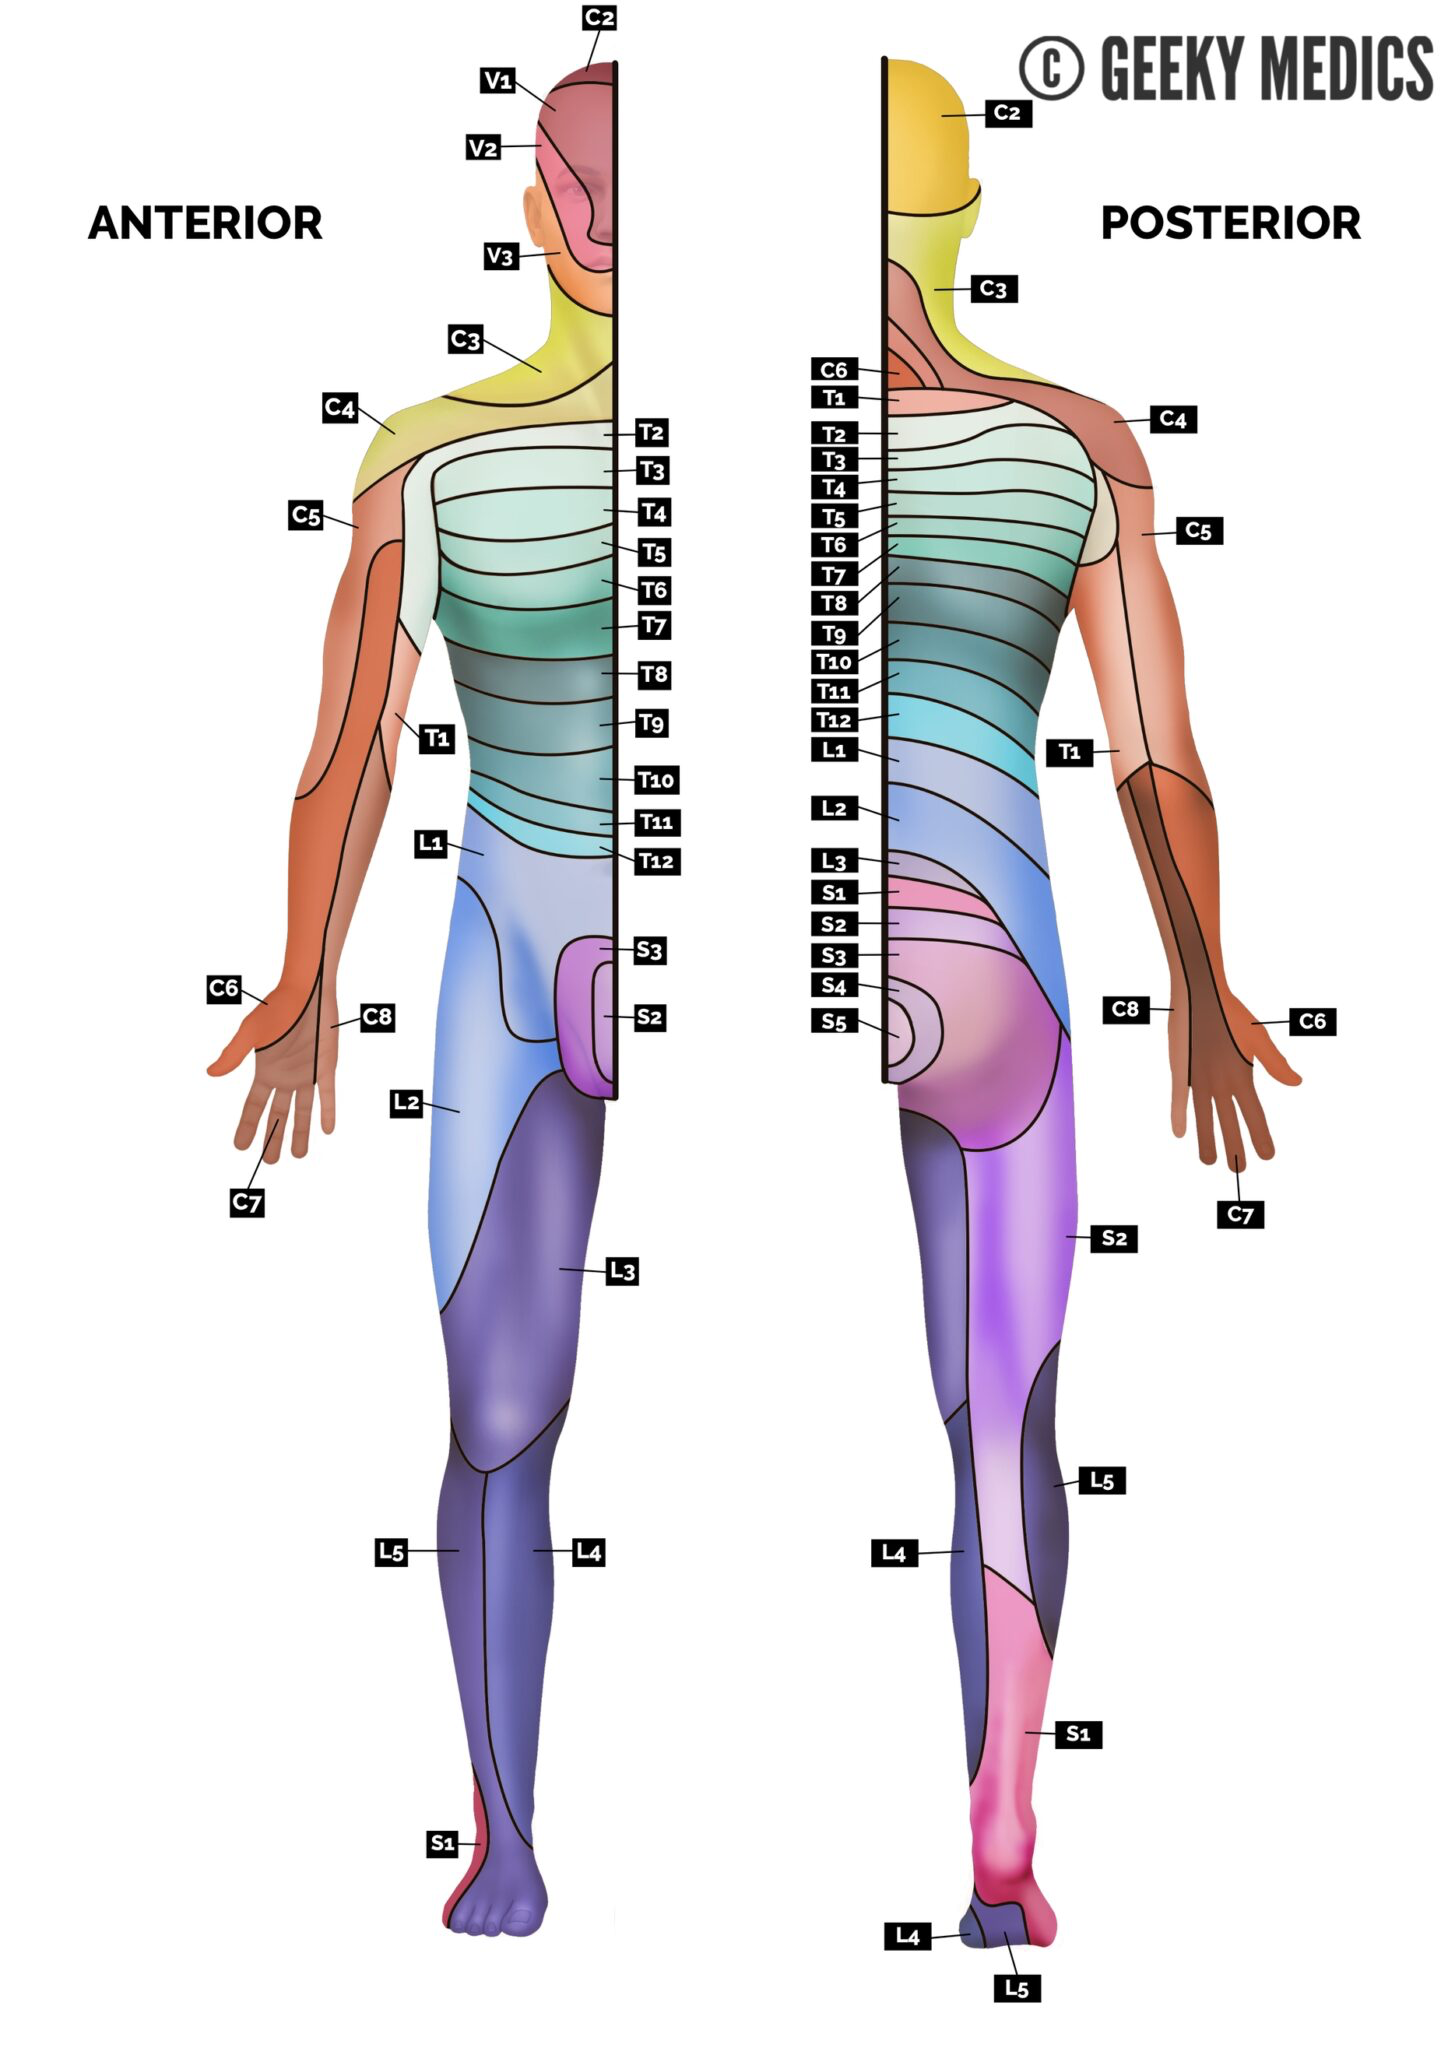 © GEEKY MEDICS
ANTERIOR
POSTERIOR
C2
V1
V2
V3
C3
C4
C5
T2
T3
T4
T5
T6
T7
T8
T9
T10
T11
T12
T1
L1
S3
S2
C6
C8
C7
L2
L3
L5
L4
S1
C2
C3
C6
T1
T2
T3
T4
T5
T6
T7
T8
T9
T10
T11
T12
L1
L2
L3
S1
S2
S3
S4
S5
C4
C5
T1
C8
C6
C7
S2
L5
L4
S1
L4
L5